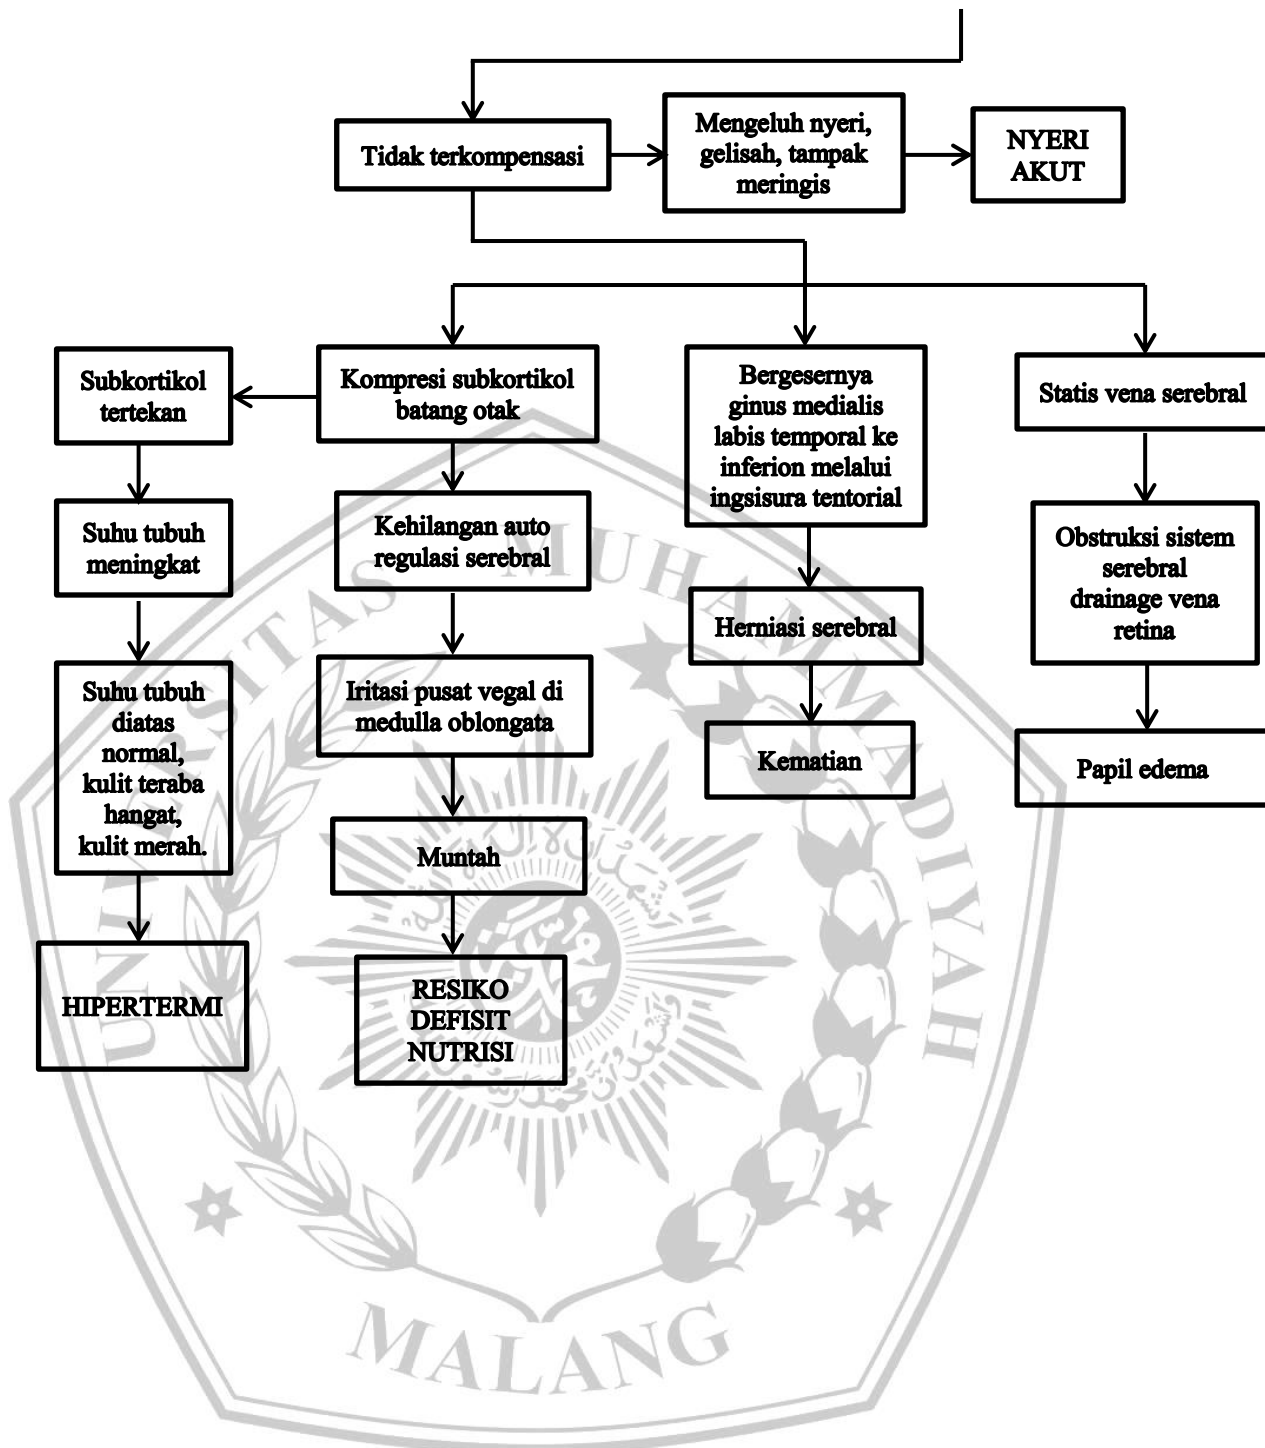 Tidak terkompensasi
Mengeluh nyeri,
gelisah, tampak
meringis
NYERI
AKUT
Subkortikol
tertekan
Kompresi subkortikol
batang otak
Bergesernya
ginus medialis
labis temporal ke
inferion melalui
ingsisura tentorial
Statis vena serebral
Suhu tubuh
meningkat
Kehilangan auto
regulasi serebral
Herniasi serebral
Obstruksi sistem
serebral
drainage vena
retina
Suhu tubuh
diatas
normal,
kulit teraba
hangat,
kulit merah.
Iritasi pusat vegal di
medulla oblongata
Kematian
Papil edema
Muntah
HIPERTERMI
RESIKO
DEFISIT
NUTRISI
UNIVERSITAS MUHAMMADIYAH
MALANG